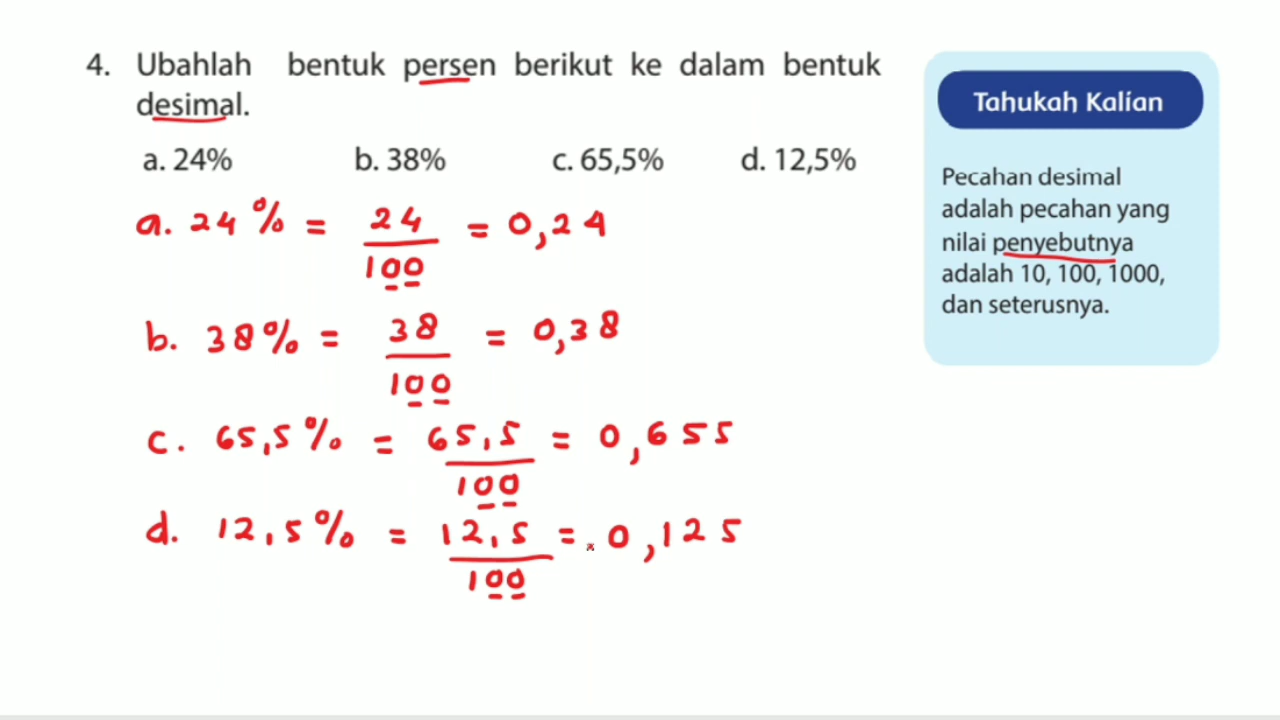 4. Ubahlah bentuk persen berikut ke dalam bentuk
desimal.
a. 24% b. 38% c. 65,5% d. 12,5%
a. 24% = 24/100 = 0,24
b. 38% = 38/100 = 0,38
c. 65,5% = 65,5/100 = 0,655
d. 12,5% = 12,5/100 = 0,125
Tahukah Kalian
Pecahan desimal
adalah pecahan yang
nilai penyebutnya
adalah 10, 100, 1000,
dan seterusnya.